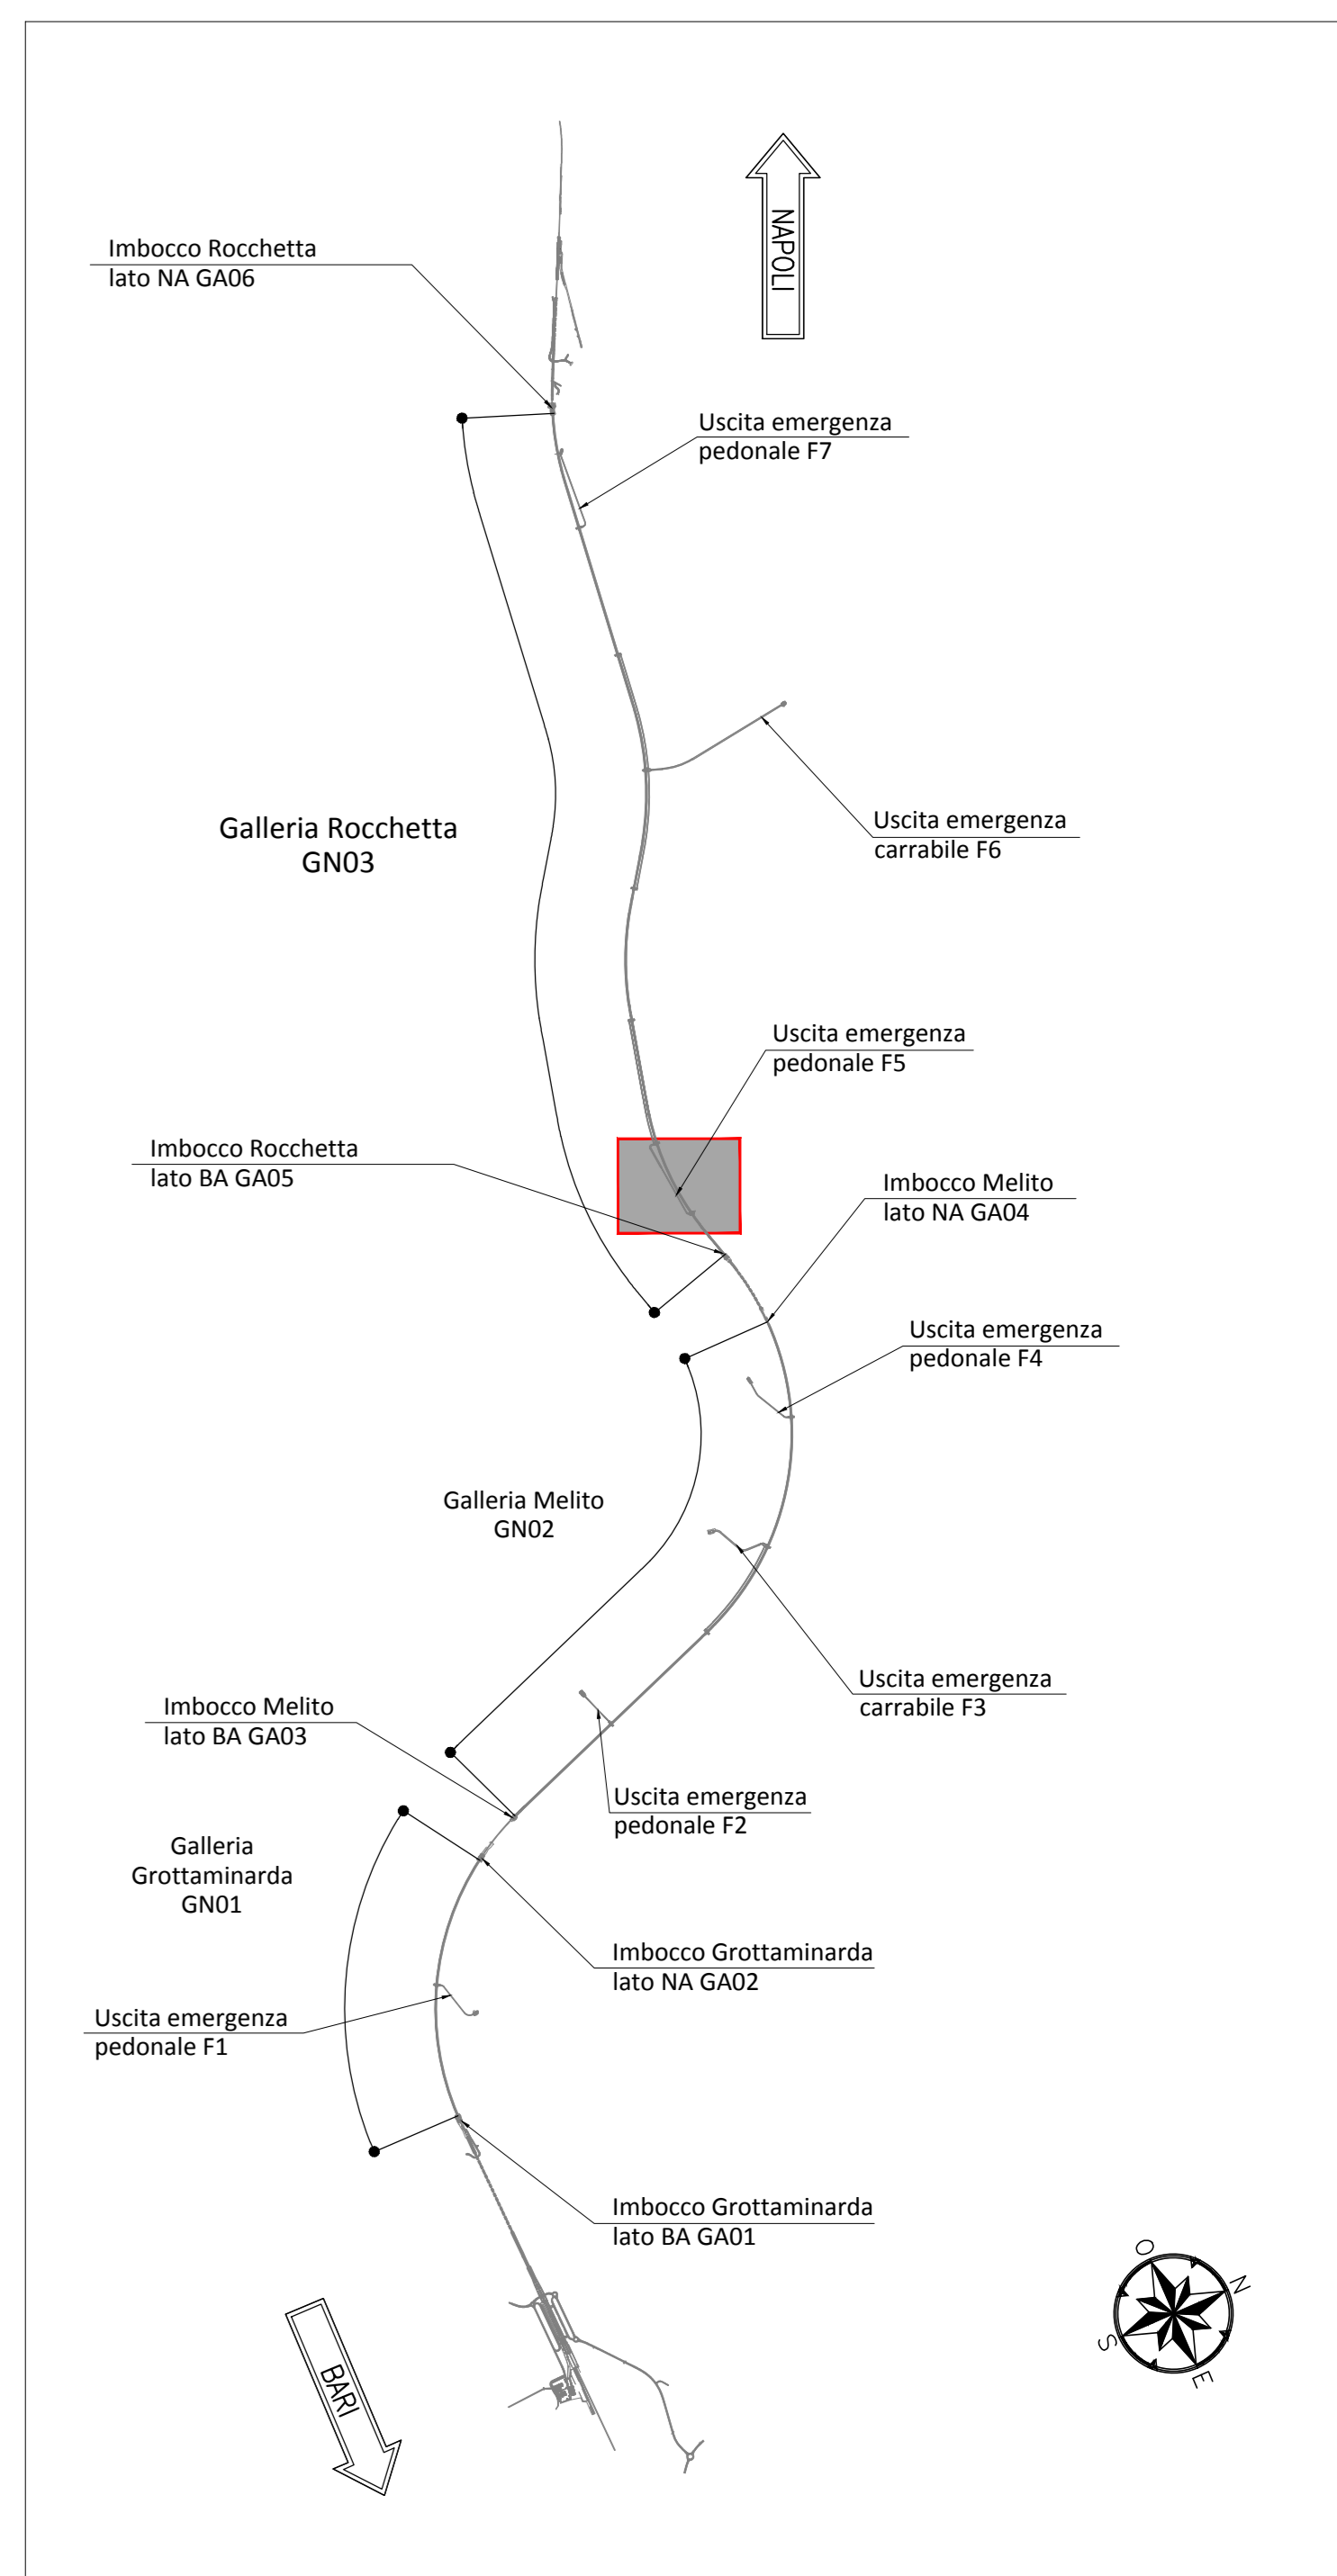 NAPOLI
Imbocco Rocchetta
lato NA GA06
Uscita emergenza
pedonale F7
Galleria Rocchetta
GN03
Uscita emergenza
carrabile F6
Uscita emergenza
pedonale F5
Imbocco Rocchetta
lato BA GA05
Imbocco Melito
lato NA GA04
Uscita emergenza
pedonale F4
Galleria Melito
GN02
Uscita emergenza
carrabile F3
Imbocco Melito
lato BA GA03
Uscita emergenza
pedonale F2
Galleria
Grottaminarda
GN01
Imbocco Grottaminarda
lato NA GA02
Uscita emergenza
pedonale F1
Imbocco Grottaminarda
lato BA GA01
BARI
O
N
S
E